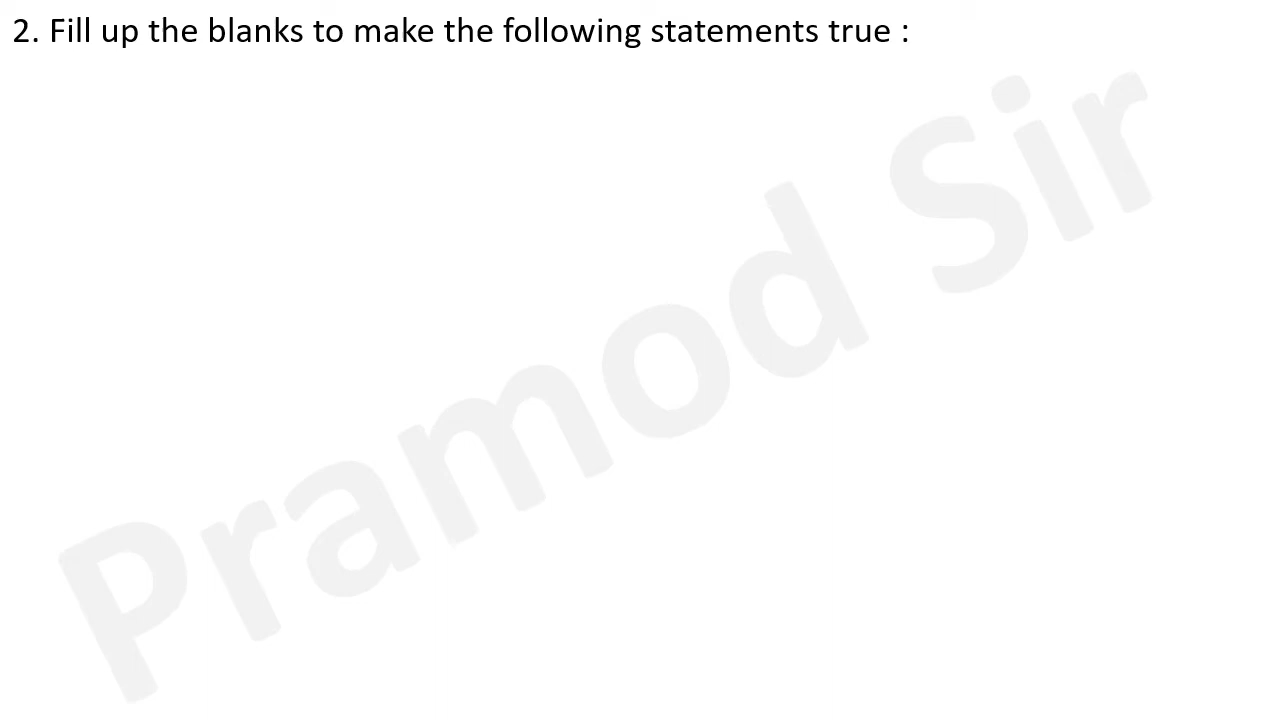 2. Fill up the blanks to make the following statements true :
Pramod Sir